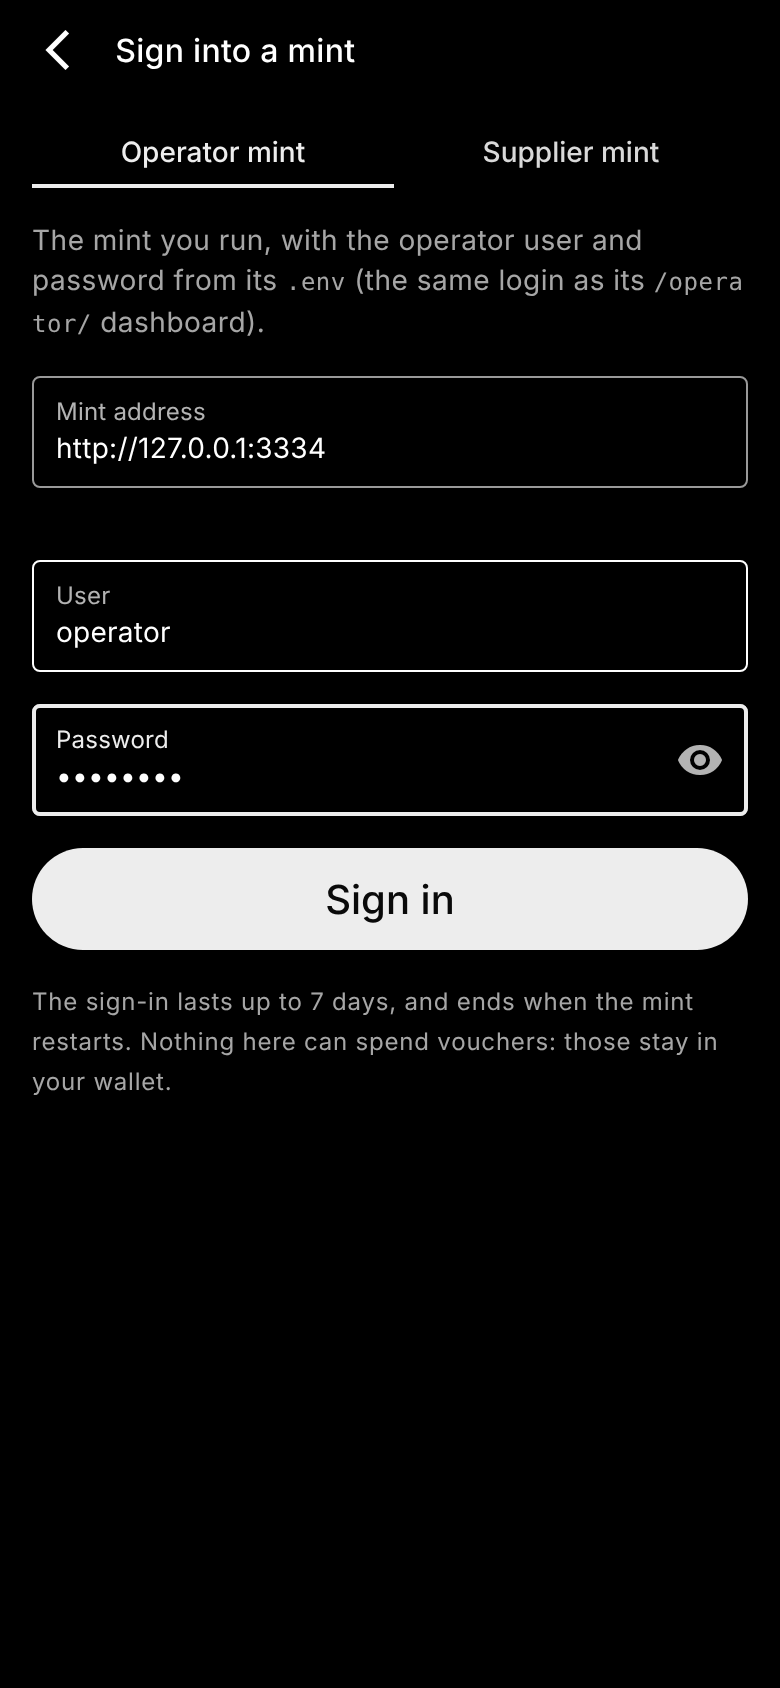 Sign into a mint
Operator mint
Supplier mint
The mint you run, with the operator user and
password from its .env (the same login as its /opera
tor/ dashboard).
Mint address
http://127.0.0.1:3334
User
operator
Password
••••••••
Sign in
The sign-in lasts up to 7 days, and ends when the mint
restarts. Nothing here can spend vouchers: those stay in
your wallet.